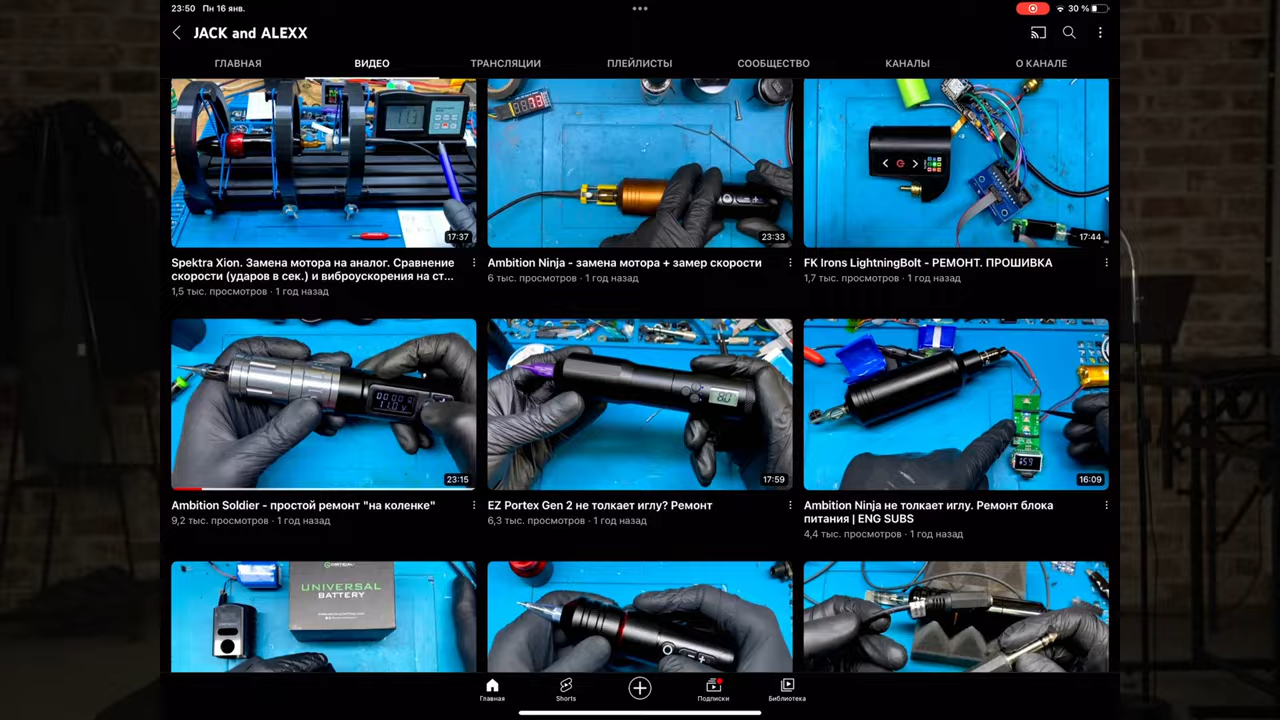 23:50 Пн 16 янв.
30 %
JACK and ALEXX
ГЛАВНАЯ
ВИДЕО
ТРАНСЛЯЦИИ
ПЛЕЙЛИСТЫ
СООБЩЕСТВО
КАНАЛЫ
О КАНАЛЕ
17:37
23:33
17:44
Spektra Xion. Замена мотора на аналог. Сравнение
скорости (ударов в сек.) и виброускорения на ст...
1,5 тыс. просмотров · 1 год назад
Ambition Ninja - замена мотора + замер скорости
6 тыс. просмотров · 1 год назад
FK Irons LightningBolt - РЕМОНТ. ПРОШИВКА
1,7 тыс. просмотров · 1 год назад
23:15
8.0
17:59
16:09
Ambition Soldier - простой ремонт "на коленке"
9,2 тыс. просмотров · 1 год назад
EZ Portex Gen 2 не толкает иглу? Ремонт
6,3 тыс. просмотров · 1 год назад
Ambition Ninja не толкает иглу. Ремонт блока
питания | ENG SUBS
4,4 тыс. просмотров · 1 год назад
UNIVERSAL
BATTERY
Главная
Shorts
Подписки
Библиотека